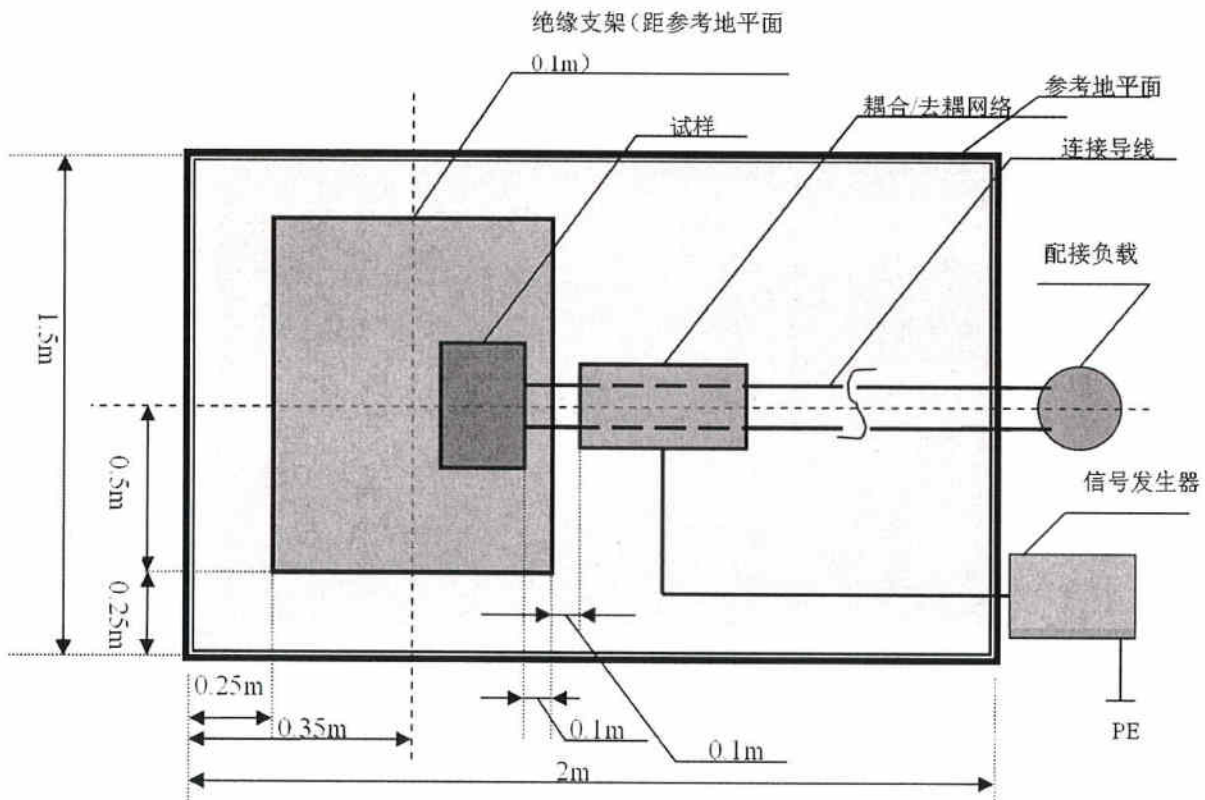 绝缘支架(距参考地平面
0.1m)
参考地平面
耦合/去耦网络
试样
连接导线
配接负载
1.5m
0.5m
信号发生器
0.25m
0.25m
0.35m
0.1m
0.1m
PE
2m